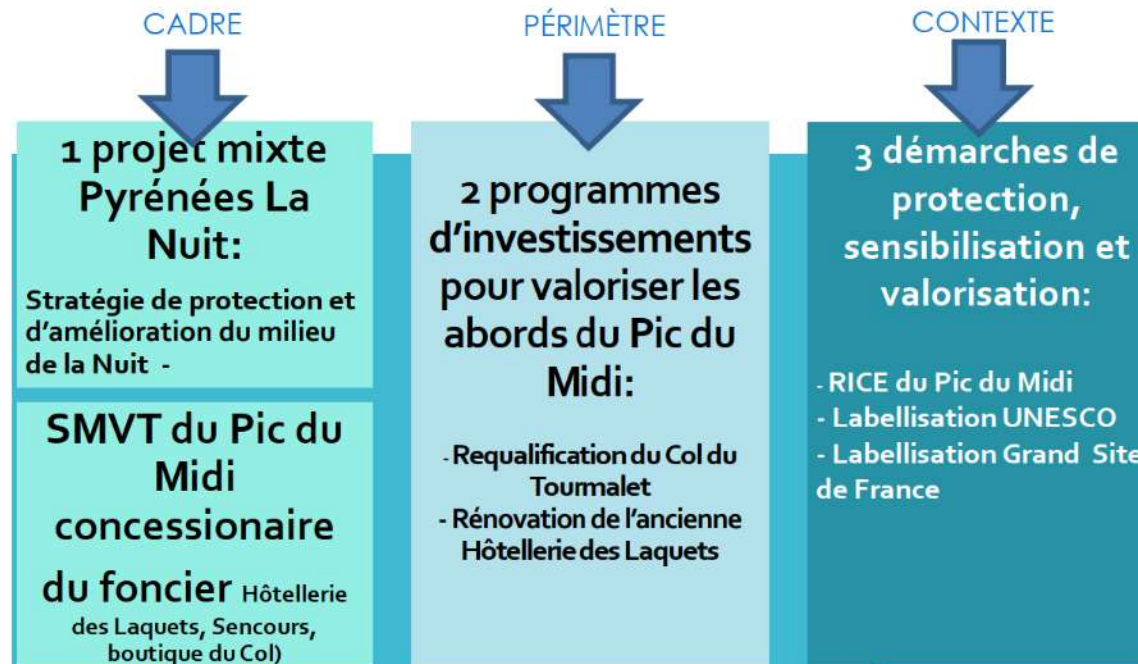 CADRE
1 projet mixte
Pyrénées La
Nuit:
Stratégie de protection et
d'amélioration du milieu
de la Nuit -
SMVT du Pic du
Midi
concessionaire
du foncier Hôtellerie
des Laquets, Sencours,
boutique du Col)
PÉRIMÈTRE
2 programmes
d'investissements
pour valoriser les
abords du Pic du
Midi:
- Requalification du Col du
Tourmalet
- Rénovation de l'ancienne
Hôtellerie des Laquets
CONTEXTE
3 démarches de
protection,
sensibilisation et
valorisation:
- RICE du Pic du Midi
- Labellisation UNESCO
- Labellisation Grand Site
de France